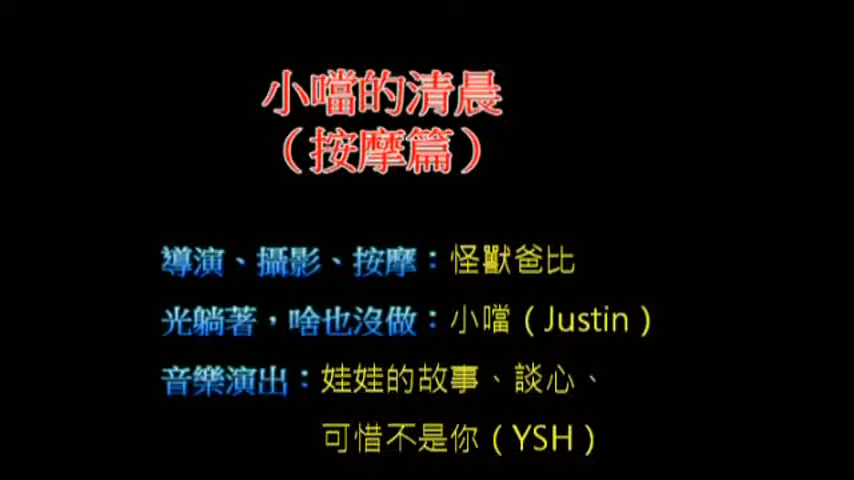 小噹的清晨
（按摩篇）
導演、攝影、按摩：怪獸爸比
光躺著，啥也沒做：小噹（Justin）
音樂演出：娃娃的故事、談心、
可惜不是你（YSH）